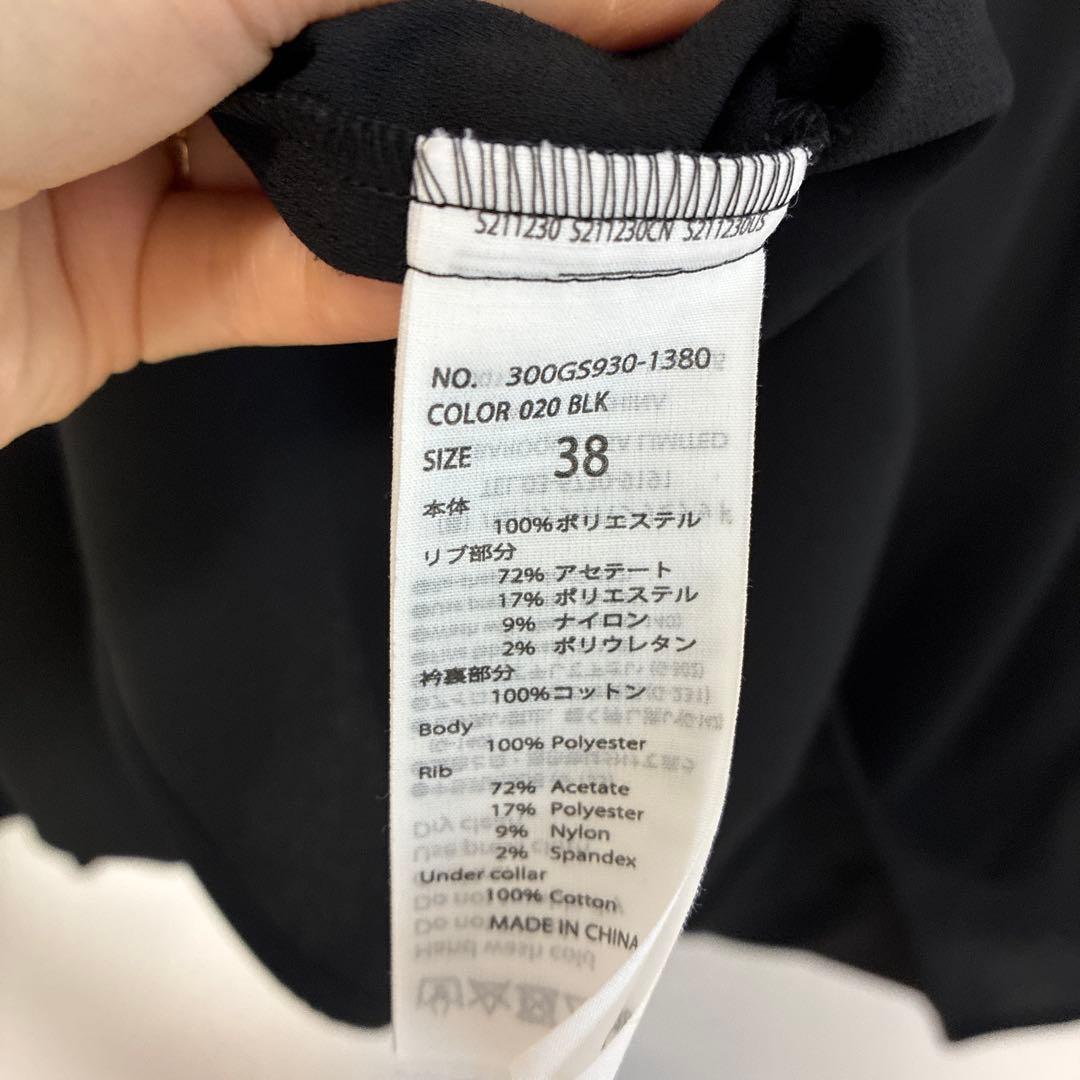 S211230 S211230CN S211230US
NO. 300GS930-1380
COLOR 020 BLK
SIZE 38
本体
100%ポリエステル
リブ部分
72% アセテート
17% ポリエステル
9% ナイロン
2% ポリウレタン
衿裏部分
100%コットン
Body
100% Polyester
Rib
72% Acetate
17% Polyester
9% Nylon
2% Spandex
Under collar
100% Cotton
MADE IN CHINA